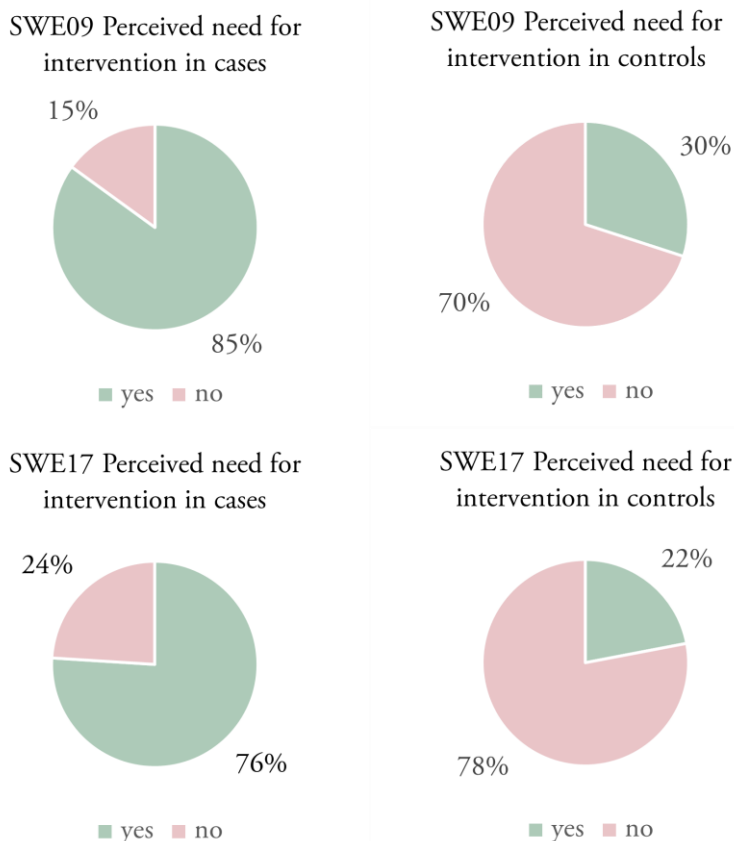 SWE09 Perceived need for
intervention in cases
15%
85%
yes no
SWE09 Perceived need for
intervention in controls
30%
70%
yes no
SWE17 Perceived need for
intervention in cases
24%
76%
yes no
SWE17 Perceived need for
intervention in controls
22%
78%
yes no